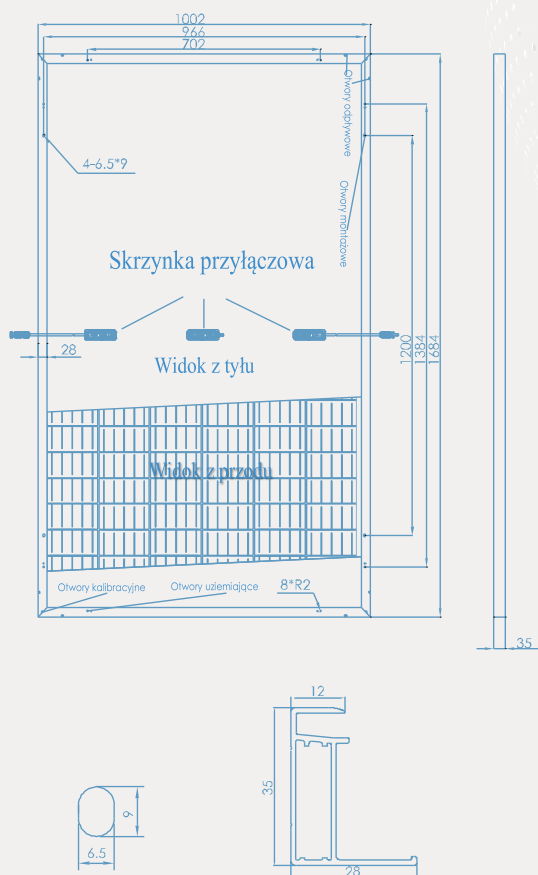 1002
966
702
Otwory odpływowe
4-6.5*9
Otwory montażowe
Skrzynka przyłączowa
28
1200
1384
1684
Widok z tyłu
Widok z przodu
Otwory kalibracyjne
Otwory uziemiające
8*R2
35
12
35
9
6.5
28